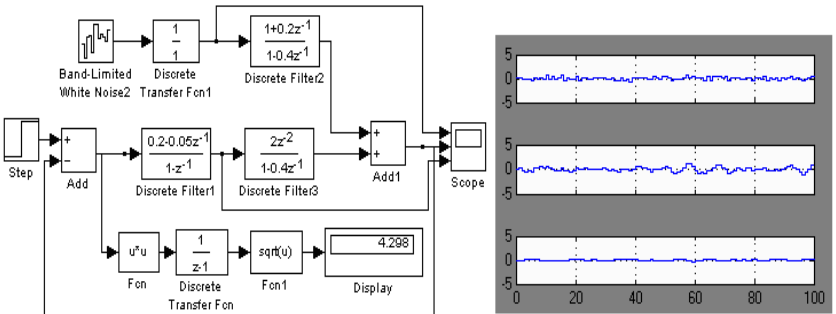 1
1
1+0.2z-1
1-0.4z-1
Band-Limited
White Noise2
Discrete
Transfer Fcn1
Discrete Filter2
Step
+
−
Add
0.2-0.05z-1
1-z-1
Discrete Filter1
2z-2
1-0.4z-1
Discrete Filter3
+
+
Add1
Scope
u*u
Fcn
1
z-1
Discrete
Transfer Fcn
sqrt(u)
Fcn1
4.298
Display
5
0
-5
5
0
-5
5
0
-5
0 20 40 60 80 100